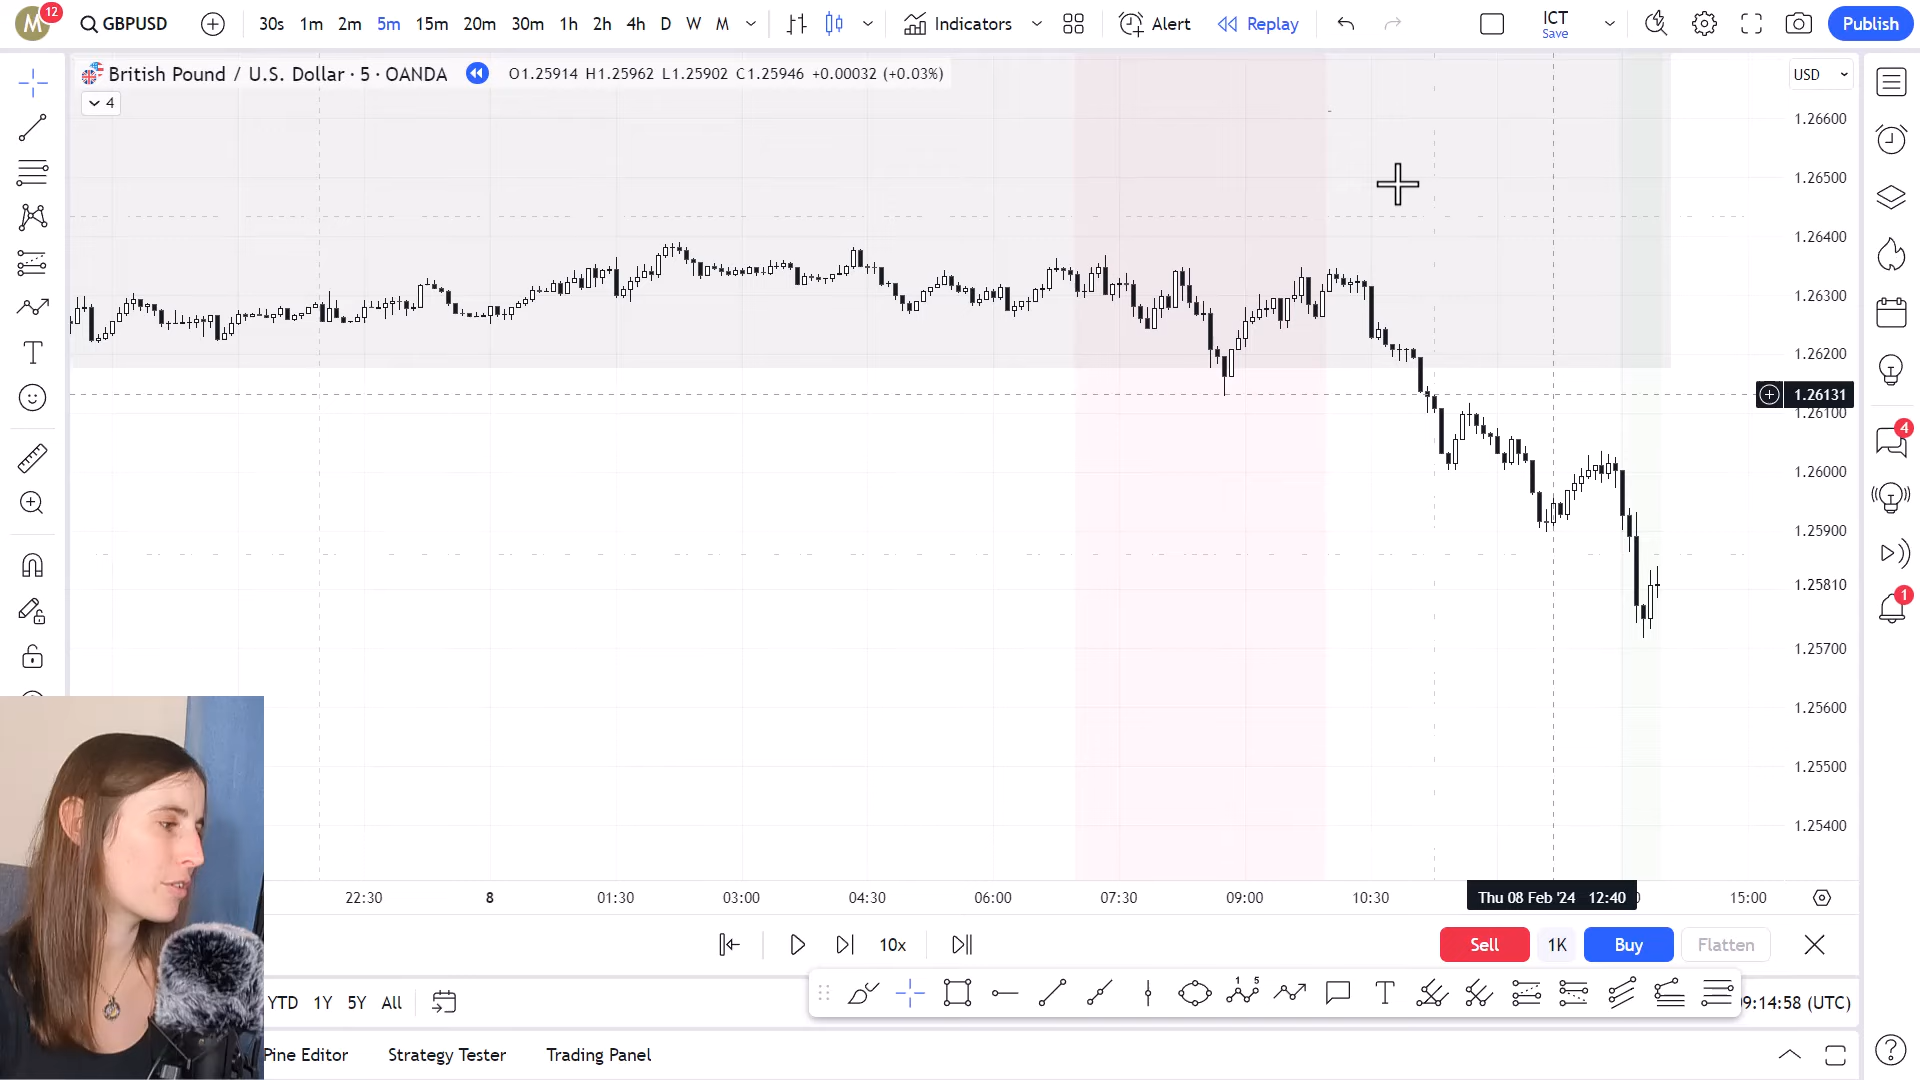 M 12 GBPUSD 30s 1m 2m 5m 15m 20m 30m 1h 2h 4h D W M Indicators Alert Replay ICT Save Publish
British Pound / U.S. Dollar · 5 · OANDA O1.25914 H1.25962 L1.25902 C1.25946 +0.00032 (+0.03%) USD
4
1.26600
1.26500
1.26400
1.26300
1.26200
1.26131
1.26100
1.26000
1.25900
1.25810
1.25700
1.25600
1.25500
1.25400
4
1
22:30 8 01:30 03:00 04:30 06:00 07:30 09:00 10:30 Thu 08 Feb '24 12:40 15:00
10x Sell 1K Buy Flatten
YTD 1Y 5Y All 1 5 T 09:14:58 (UTC)
Pine Editor Strategy Tester Trading Panel